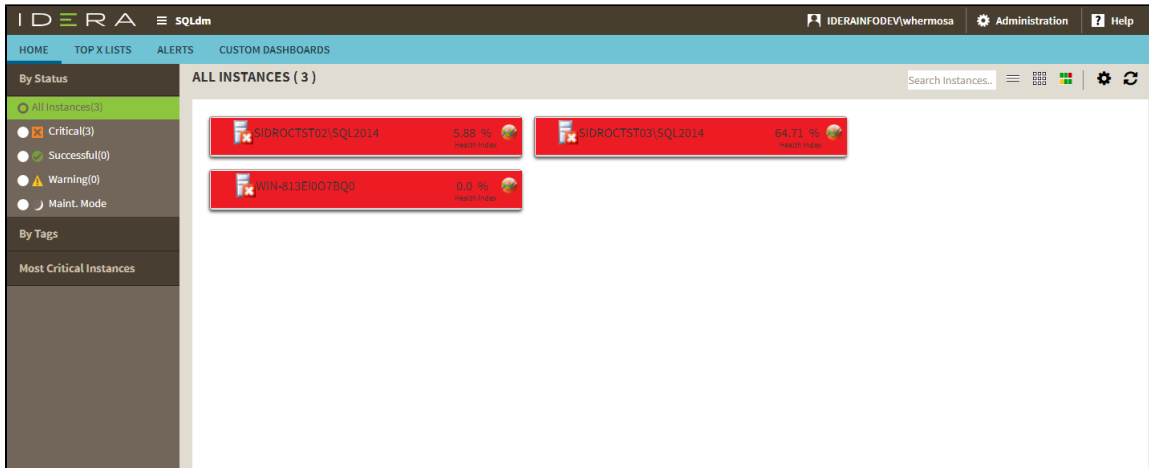 IDERA SQLdm IDERAINFODEV\whermosa Administration ? Help
HOME TOP X LISTS ALERTS CUSTOM DASHBOARDS
By Status
ALL INSTANCES ( 3 )
Search Instances..
All Instances(3)
Critical(3)
Successful(0)
Warning(0)
Maint. Mode
By Tags
Most Critical Instances
SIDROCTST02\SQL2014 5.88 %
Health Index
SIDROCTST03\SQL2014 64.71 %
Health Index
WIN-813EI0O7BQ0 0.0 %
Health Index